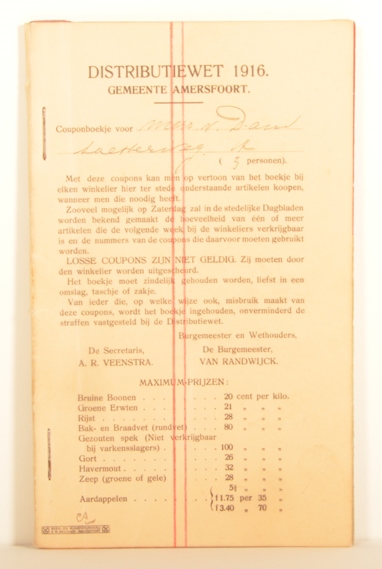 DISTRIBUTIEWET 1916.
GEMEENTE AMERSFOORT.
Couponboekje voor
( 5 personen).
Met deze coupons kan men op vertoon van het boekje bij
elken winkelier hier ter stede onderstaande artikelen koopen,
wanneer men die noodig heeft.
Zooveel mogelijk op Zaterdag zal in de stedelijke Dagbladen
worden bekend gemaakt de hoeveelheid van één of meer
artikelen die de volgende week bij de winkeliers verkrijgbaar
is en de nummers van de coupons die daarvoor moeten gebruikt
worden.
LOSSE COUPONS ZIJN NIET GELDIG. Zij moeten door
den winkelier worden uitgescheurd.
Het boekje moet zindelijk gehouden worden, liefst in een
omslag, taschje of zakje.
Van ieder die, op welke wijze ook, misbruik maakt van
deze coupons, wordt het boekje ingehouden, onverminderd de
straffen vastgesteld bij de Distributiewet.
Burgemeester en Wethouders,
De Secretaris, De Burgemeester,
A. R. VEENSTRA. VAN RANDWIJCK.
MAXIMUM-PRIJZEN:
Bruine Boonen . . . . . . . 20 cent per kilo.
Groene Erwten . . . . . . . 21 „ „ „
Rijst . . . . . . . . . . 28 „ „ „
Bak- en Braadvet (rundvet) . . . 80 „ „ „
Gezouten spek (Niet verkrijgbaar
bij varkensslagers) . . . . . 100 „ „ „
Gort . . . . . . . . . . 26 „ „ „
Havermout . . . . . . . . 32 „ „ „
Zeep (groene of gele) . . . . 28 „ „ „
5½ „ „
Aardappelen . . . . . . . . f 1.75 per 35 „
f 3.40 „ 70 „